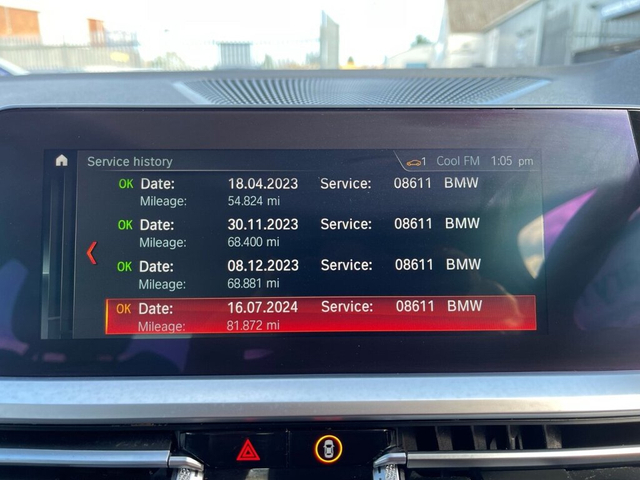 Service history 1 Cool FM 1:05 pm
OK Date: 18.04.2023 Service: 08611 BMW
Mileage: 54.824 mi
OK Date: 30.11.2023 Service: 08611 BMW
Mileage: 68.400 mi
OK Date: 08.12.2023 Service: 08611 BMW
Mileage: 68.881 mi
OK Date: 16.07.2024 Service: 08611 BMW
Mileage: 81.872 mi